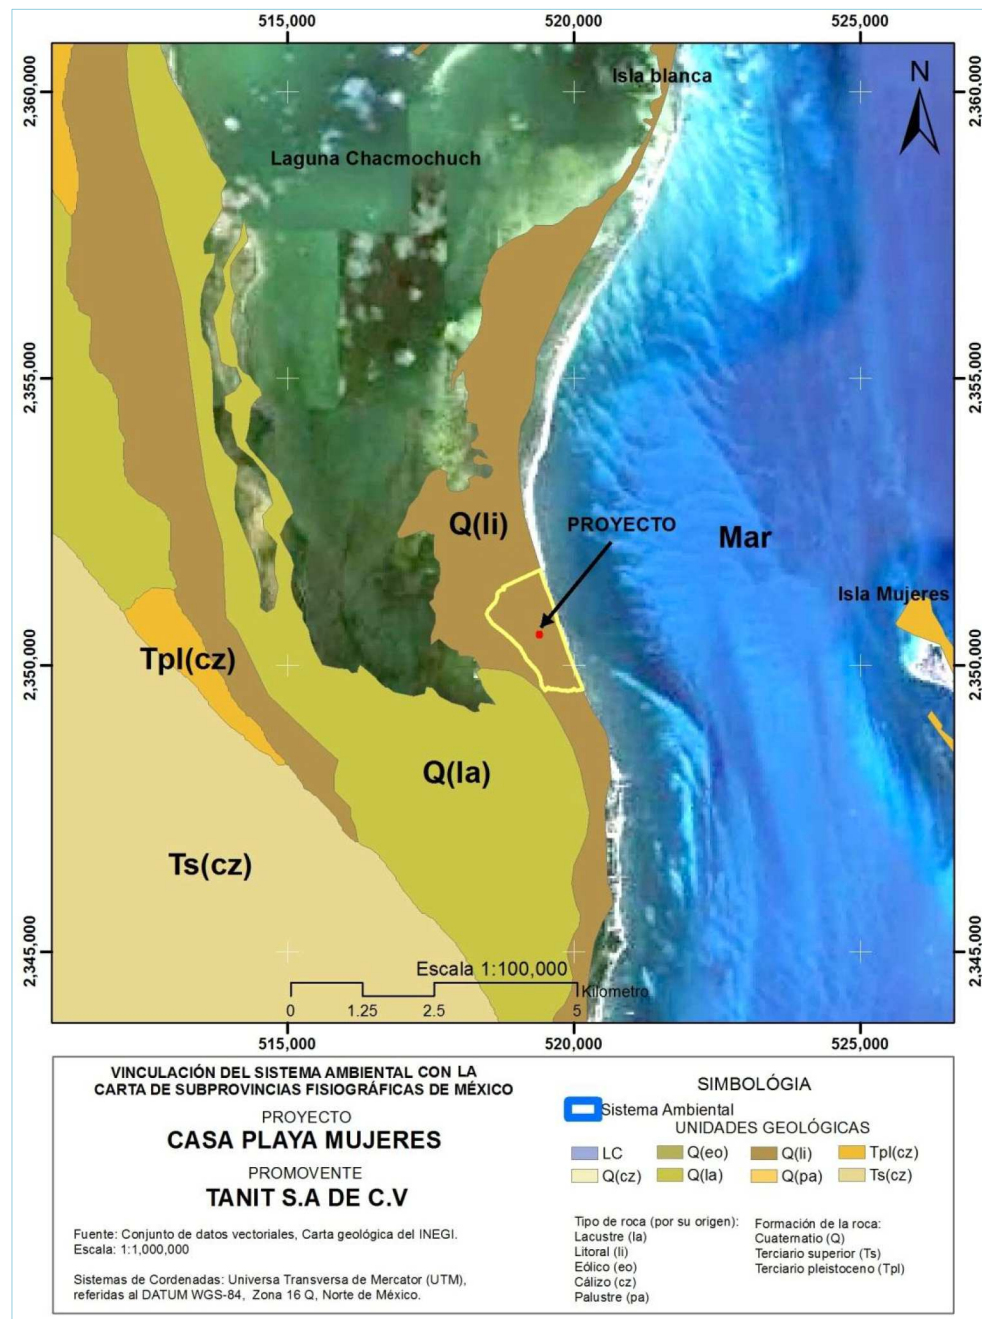 515,000
520,000
525,000
2,360,000
2,360,000
Isla blanca
N
Laguna Chacmochuch
2,355,000
2,355,000
Q(li)
PROYECTO
Mar
Isla Mujeres
Tpl(cz)
2,350,000
2,350,000
Q(la)
Ts(cz)
2,345,000
2,345,000
Escala 1:100,000
Kilometro
0 1.25 2.5 5
515,000
520,000
525,000
VINCULACIÓN DEL SISTEMA AMBIENTAL CON LA
CARTA DE SUBPROVINCIAS FISIOGRÁFICAS DE MÉXICO
PROYECTO
CASA PLAYA MUJERES
PROMOVENTE
TANIT S.A DE C.V
Fuente: Conjunto de datos vectoriales, Carta geológica del INEGI.
Escala: 1:1,000,000
Sistemas de Cordenadas: Universa Transversa de Mercator (UTM),
referidas al DATUM WGS-84, Zona 16 Q, Norte de México.
SIMBOLÓGIA
Sistema Ambiental
UNIDADES GEOLÓGICAS
LC Q(eo) Q(li) Tpl(cz)
Q(cz) Q(la) Q(pa) Ts(cz)
Tipo de roca (por su origen):
Lacustre (la)
Litoral (li)
Eólico (eo)
Cálizo (cz)
Palustre (pa)
Formación de la roca:
Cuaternatio (Q)
Terciario superior (Ts)
Terciario pleistoceno (Tpl)